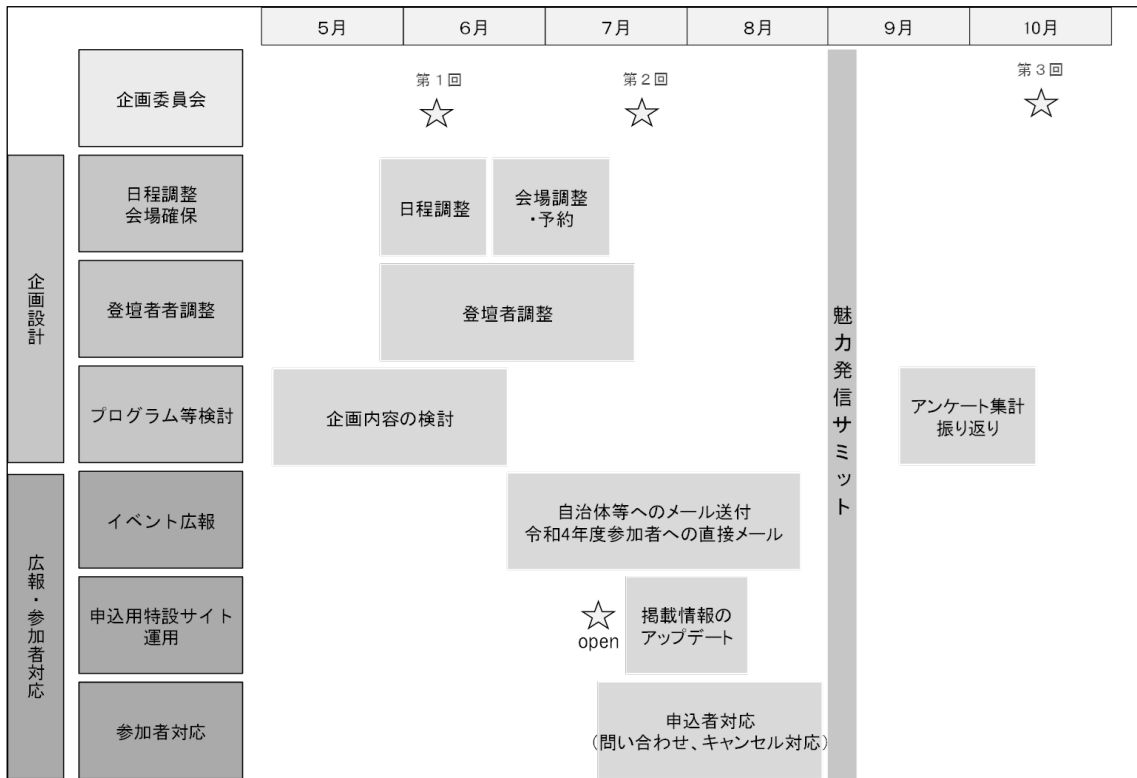 5月
6月
7月
8月
9月
10月
企画委員会
第1回
第2回
第3回
企画設計
日程調整
会場確保
日程調整
会場調整
・予約
登壇者者調整
登壇者調整
プログラム等検討
企画内容の検討
アンケート集計
振り返り
魅力発信サミット
広報・参加者対応
イベント広報
自治体等へのメール送付
令和4年度参加者への直接メール
申込用特設サイト
運用
open
掲載情報の
アップデート
参加者対応
申込者対応
(問い合わせ、キャンセル対応)